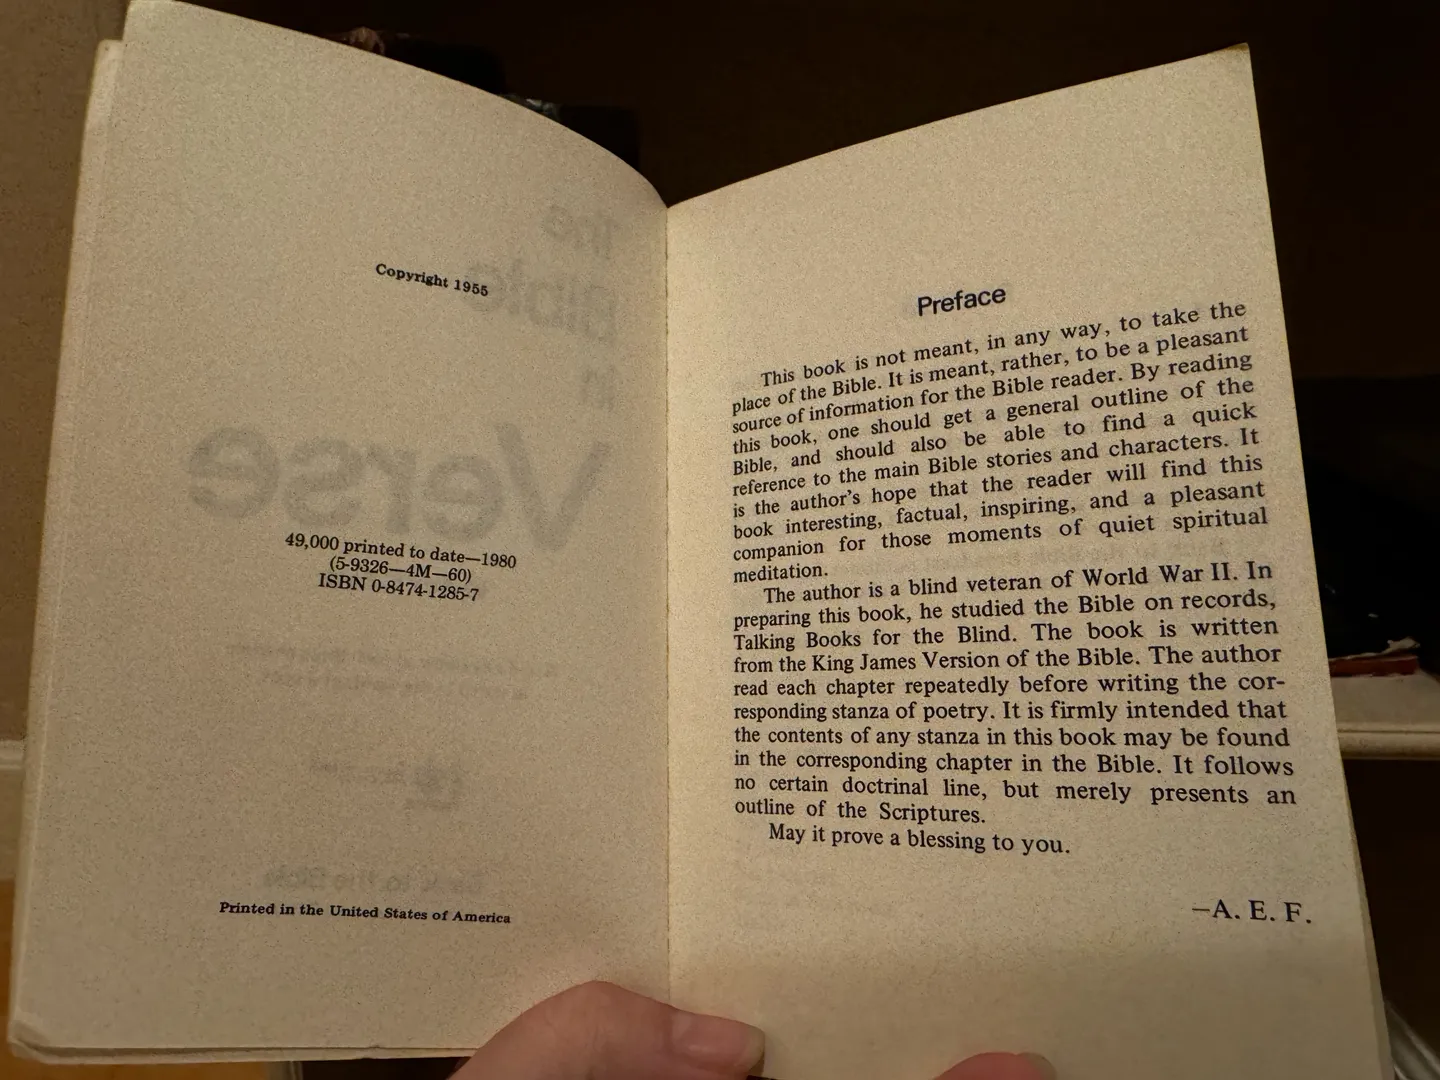 Copyright 1955
49,000 printed to date—1980
(5-9326—4M—60)
ISBN 0-8474-1285-7
Printed in the United States of America
Preface
This book is not meant, in any way, to take the
place of the Bible. It is meant, rather, to be a pleasant
source of information for the Bible reader. By reading
this book, one should get a general outline of the
Bible, and should also be able to find a quick
reference to the main Bible stories and characters. It
is the author's hope that the reader will find this
book interesting, factual, inspiring, and a pleasant
companion for those moments of quiet spiritual
meditation.
The author is a blind veteran of World War II. In
preparing this book, he studied the Bible on records,
Talking Books for the Blind. The book is written
from the King James Version of the Bible. The author
read each chapter repeatedly before writing the cor-
responding stanza of poetry. It is firmly intended that
the contents of any stanza in this book may be found
in the corresponding chapter in the Bible. It follows
no certain doctrinal line, but merely presents an
outline of the Scriptures.
May it prove a blessing to you.
—A. E. F.